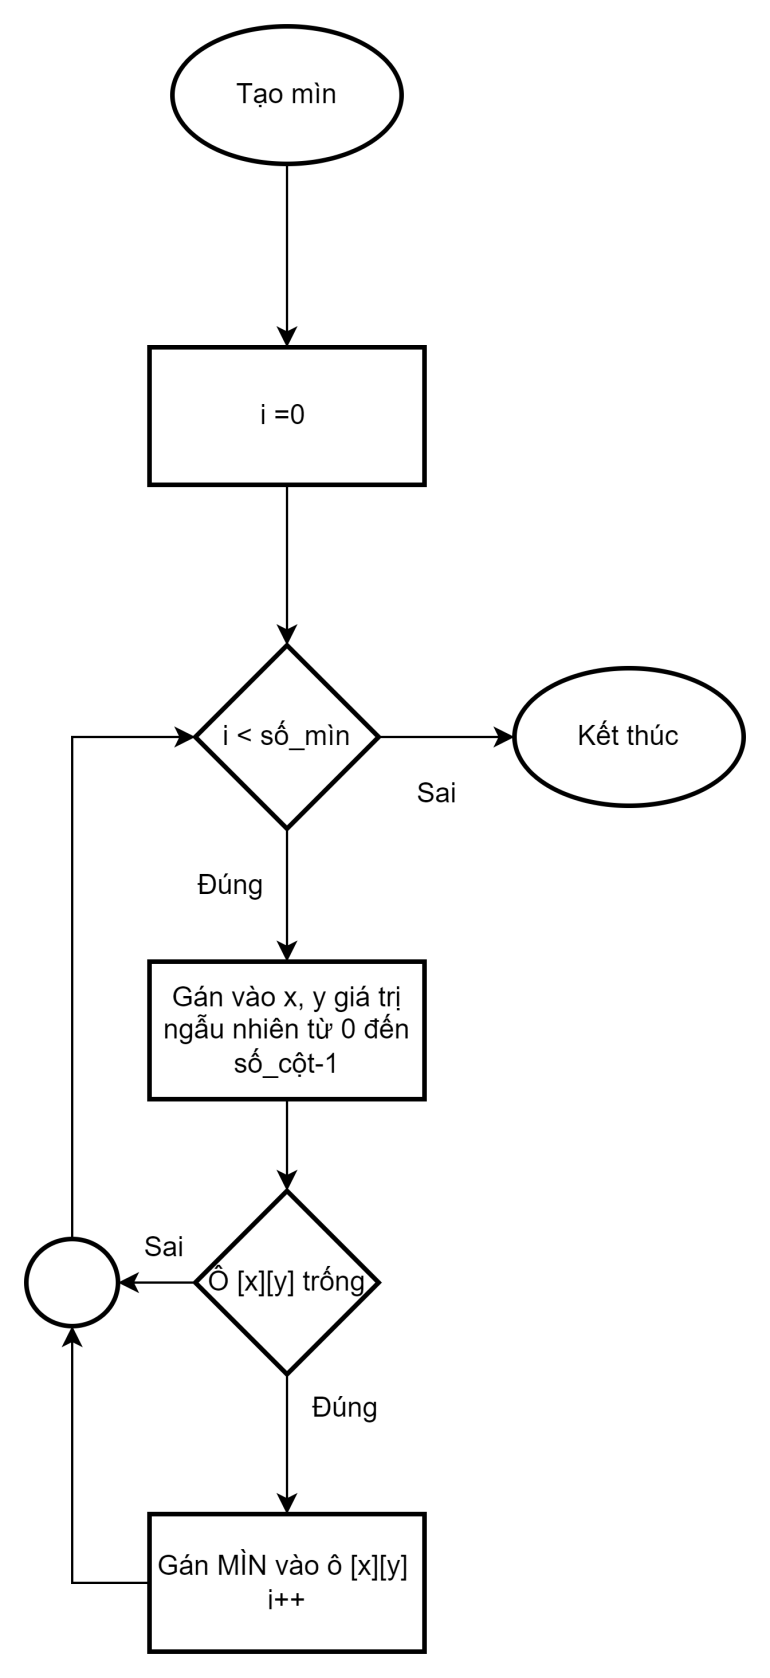 Tạo mìn
i =0
i < số_mìn
Kết thúc
Sai
Đúng
Gán vào x, y giá trị
ngẫu nhiên từ 0 đến
số_cột-1
Sai
Ô [x][y] trống
Đúng
Gán MÌN vào ô [x][y]
i++